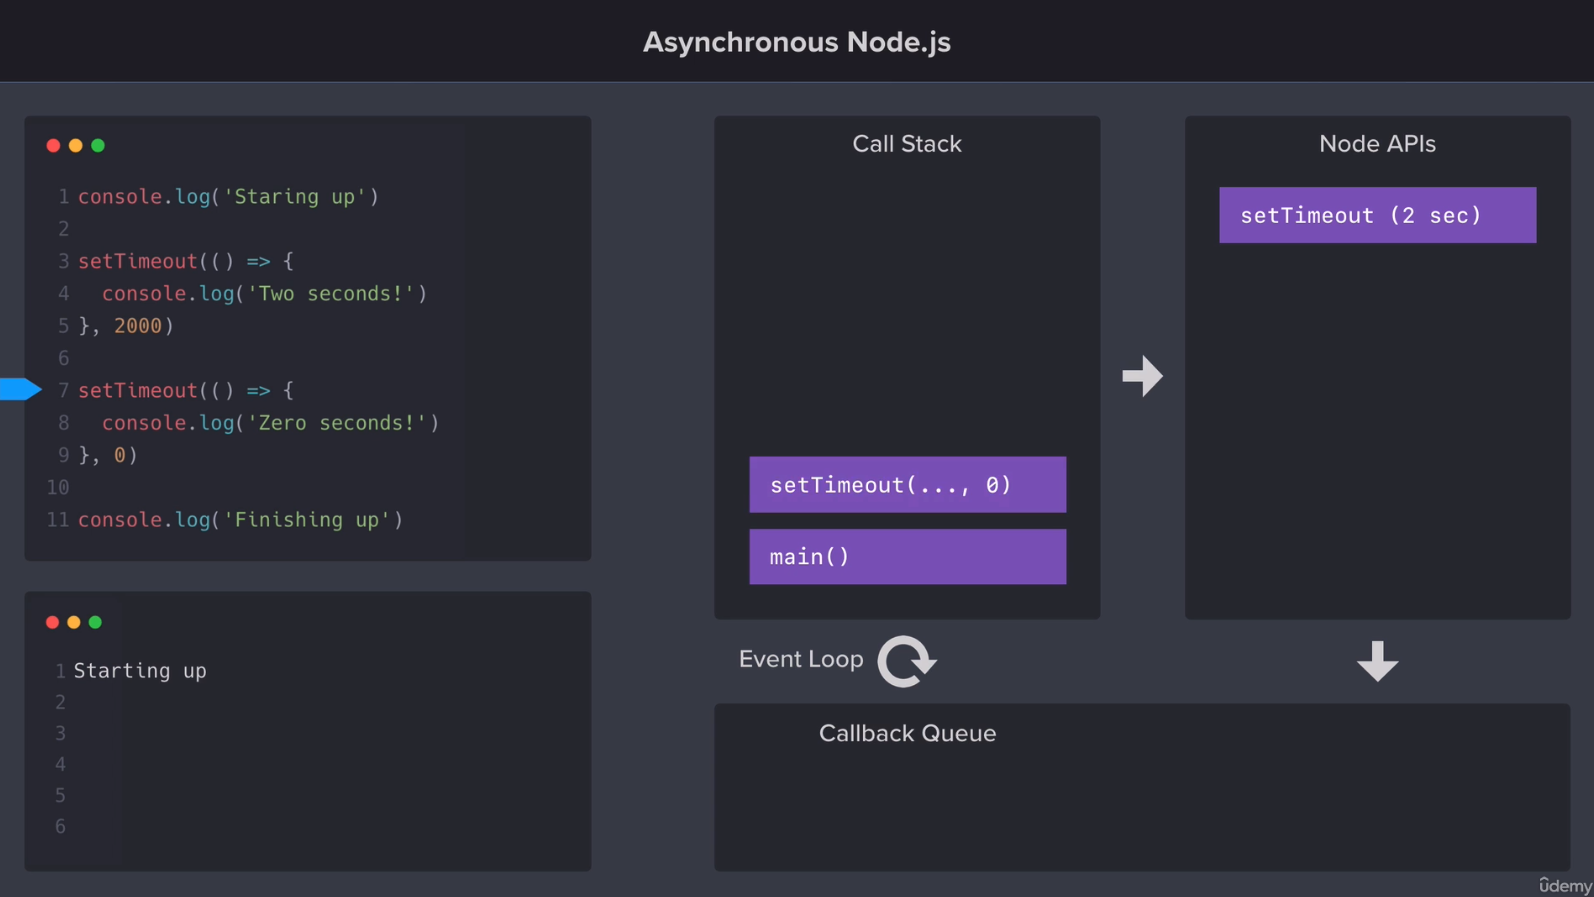 Asynchronous Node.js
1 console.log('Staring up')
2
3 setTimeout(() => {
4   console.log('Two seconds!')
5 }, 2000)
6
7 setTimeout(() => {
8   console.log('Zero seconds!')
9 }, 0)
10
11 console.log('Finishing up')
1 Starting up
2
3
4
5
6
Call Stack
setTimeout(..., 0)
main()
Node APIs
setTimeout (2 sec)
Event Loop
Callback Queue
ûdemy